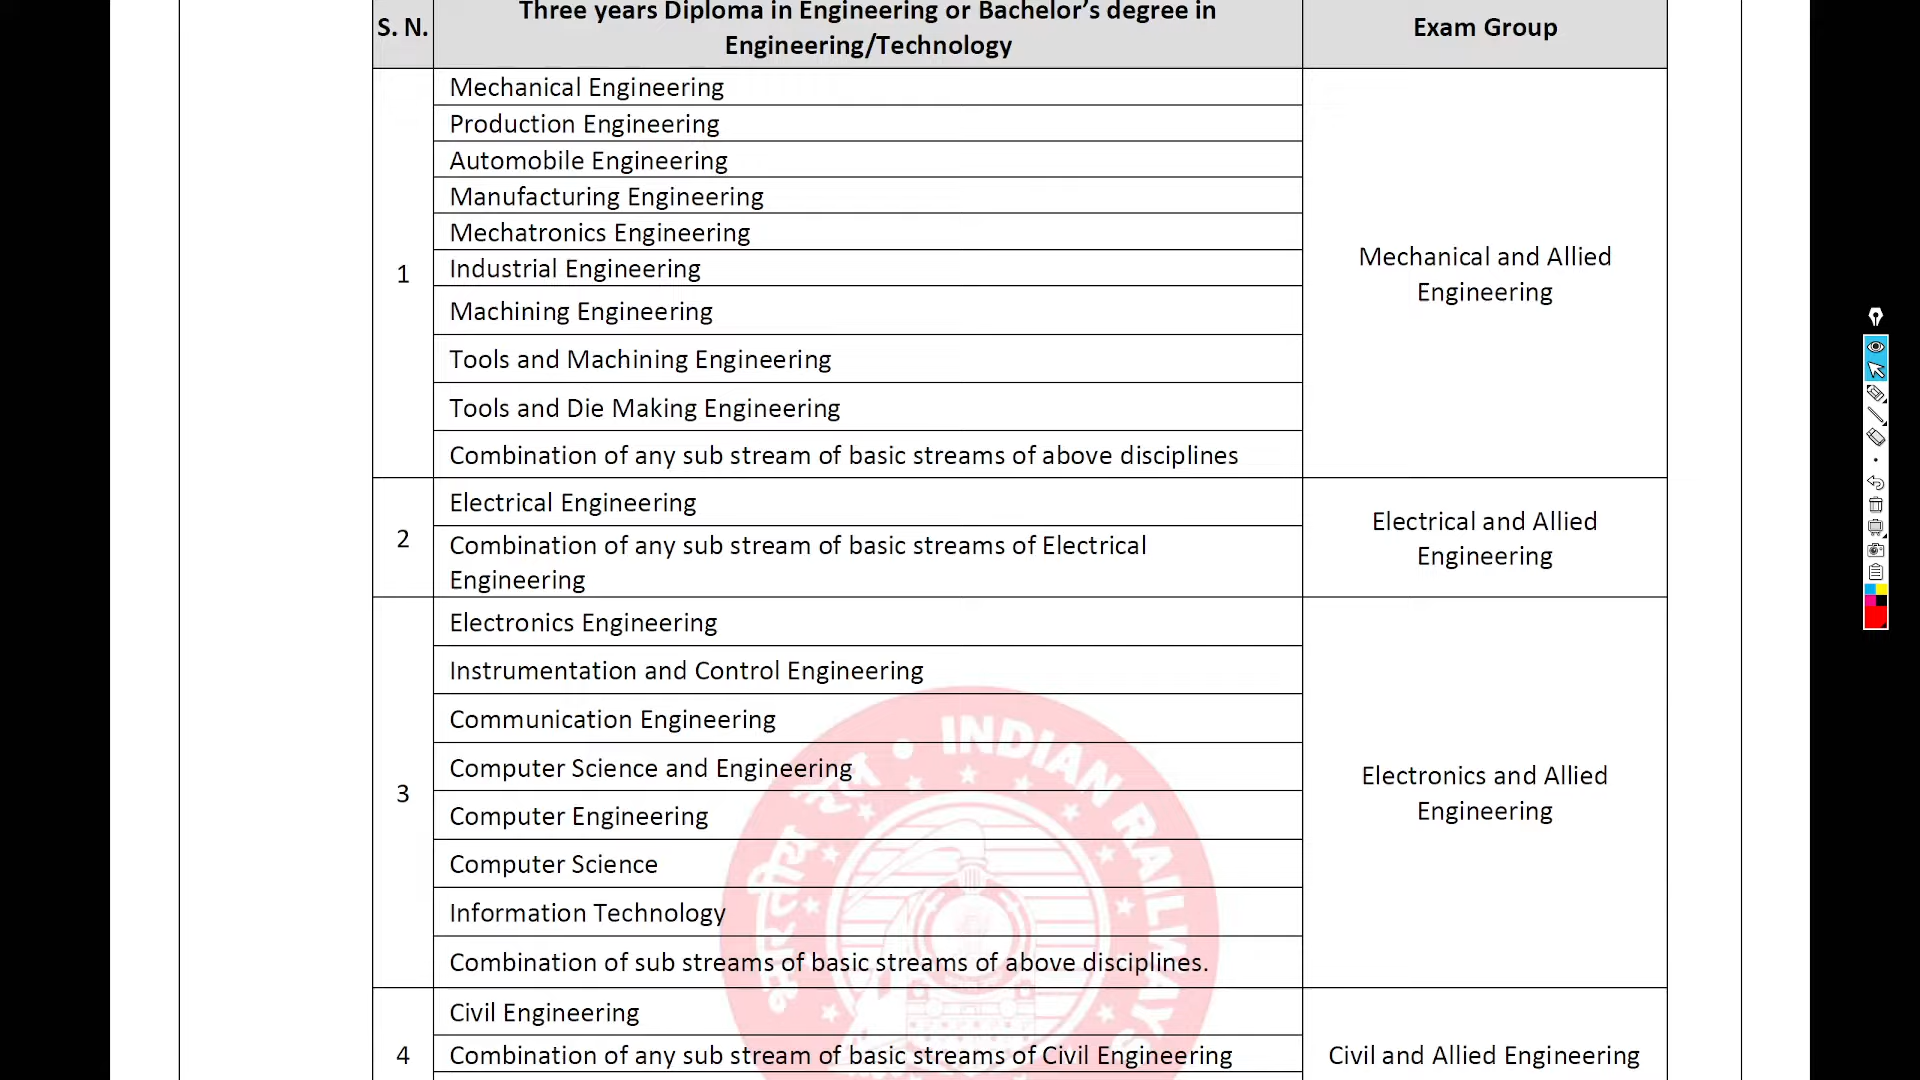 S. N.
Three years Diploma in Engineering or Bachelor’s degree in
Engineering/Technology
Exam Group
1
Mechanical Engineering
Production Engineering
Automobile Engineering
Manufacturing Engineering
Mechatronics Engineering
Industrial Engineering
Machining Engineering
Tools and Machining Engineering
Tools and Die Making Engineering
Combination of any sub stream of basic streams of above disciplines
Mechanical and Allied
Engineering
2
Electrical Engineering
Combination of any sub stream of basic streams of Electrical
Engineering
Electrical and Allied
Engineering
3
Electronics Engineering
Instrumentation and Control Engineering
Communication Engineering
Computer Science and Engineering
Computer Engineering
Computer Science
Information Technology
Combination of sub streams of basic streams of above disciplines.
Electronics and Allied
Engineering
4
Civil Engineering
Combination of any sub stream of basic streams of Civil Engineering
Civil and Allied Engineering
भारतीय रेल • INDIAN RAILWAYS